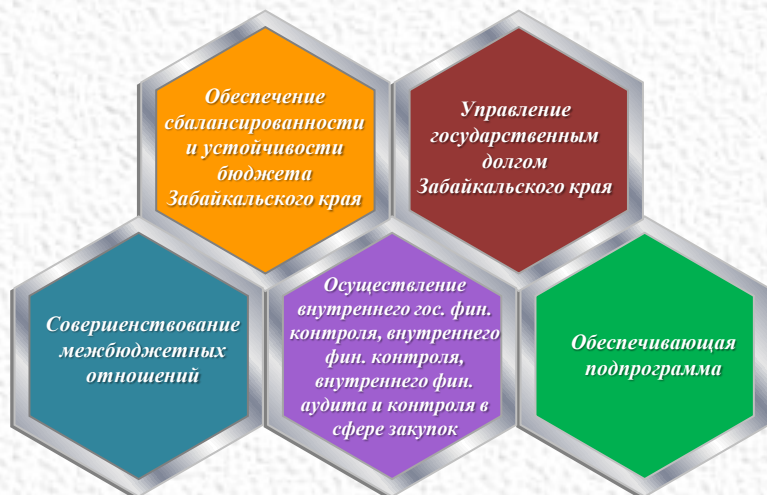 Обеспечение
сбалансированности
и устойчивости
бюджета
Забайкальского края
Управление
государственным
долгом
Забайкальского края
Совершенствование
межбюджетных
отношений
Осуществление
внутреннего гос. фин.
контроля, внутреннего
фин. контроля,
внутреннего фин.
аудита и контроля в
сфере закупок
Обеспечивающая
подпрограмма